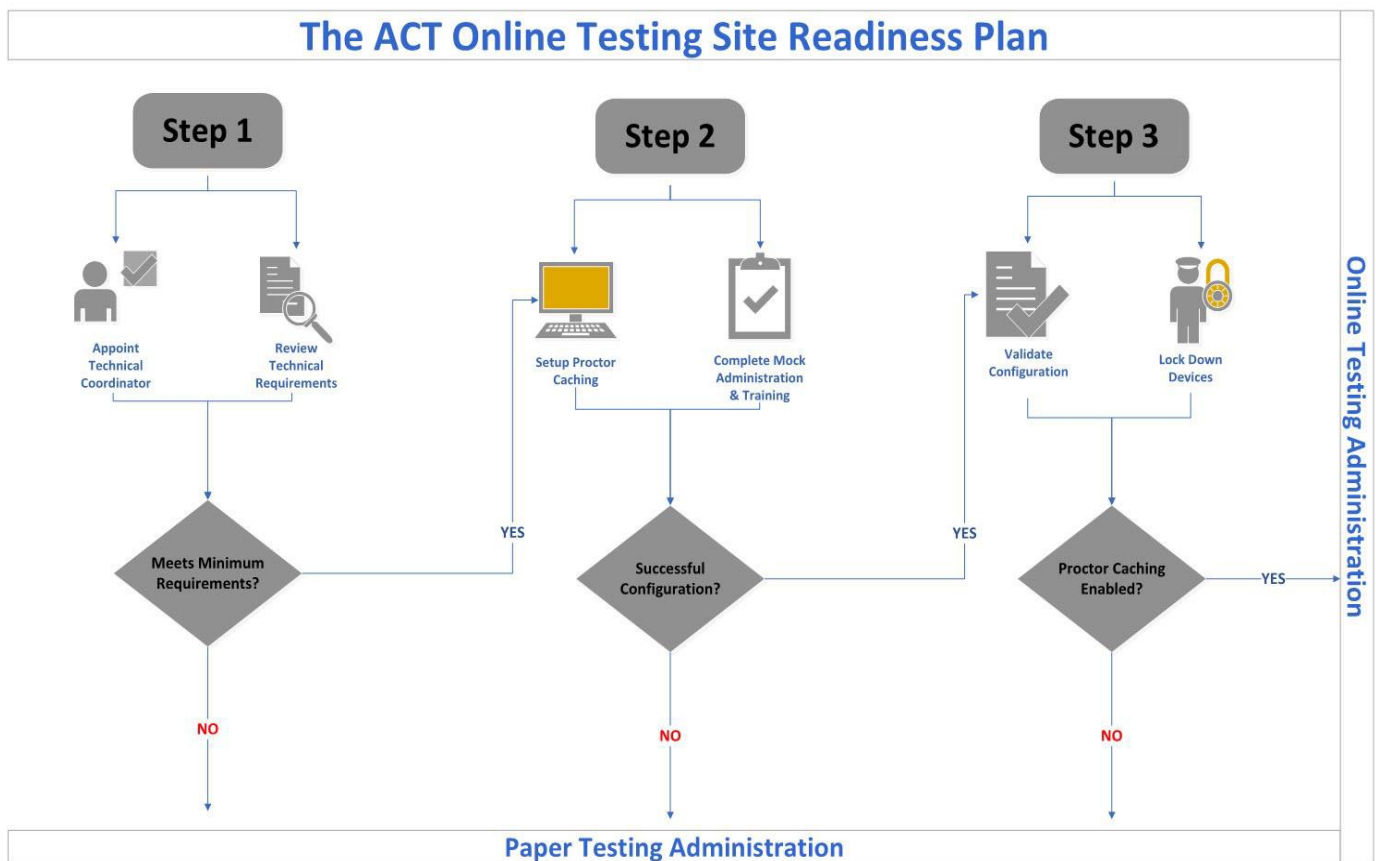 The ACT Online Testing Site Readiness Plan
Step 1
Step 2
Step 3
Appoint
Technical
Coordinator
Review
Technical
Requirements
Setup Proctor
Caching
Complete Mock
Administration
& Training
Validate
Configuration
Lock Down
Devices
Meets Minimum
Requirements?
YES
Successful
Configuration?
YES
Proctor Caching
Enabled?
YES
NO
NO
NO
Online Testing Administration
Paper Testing Administration